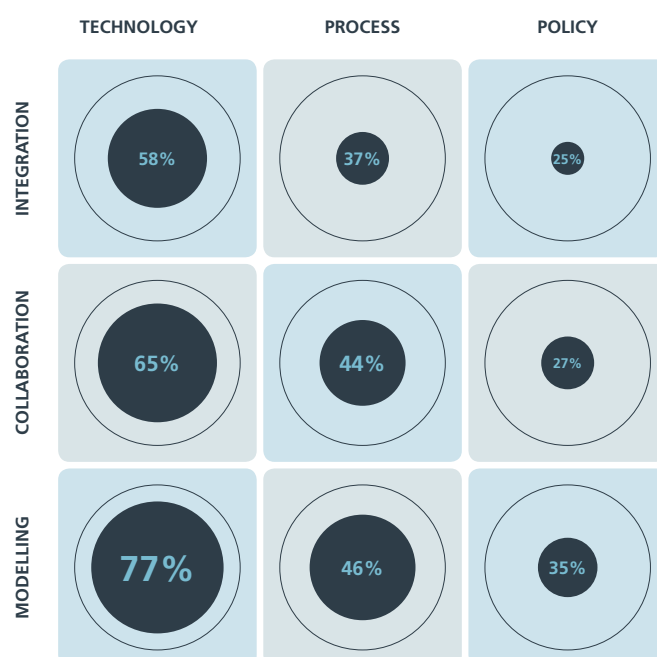 TECHNOLOGY PROCESS POLICY
INTEGRATION
58% 37% 25%
COLLABORATION
65% 44% 27%
MODELLING
77% 46% 35%